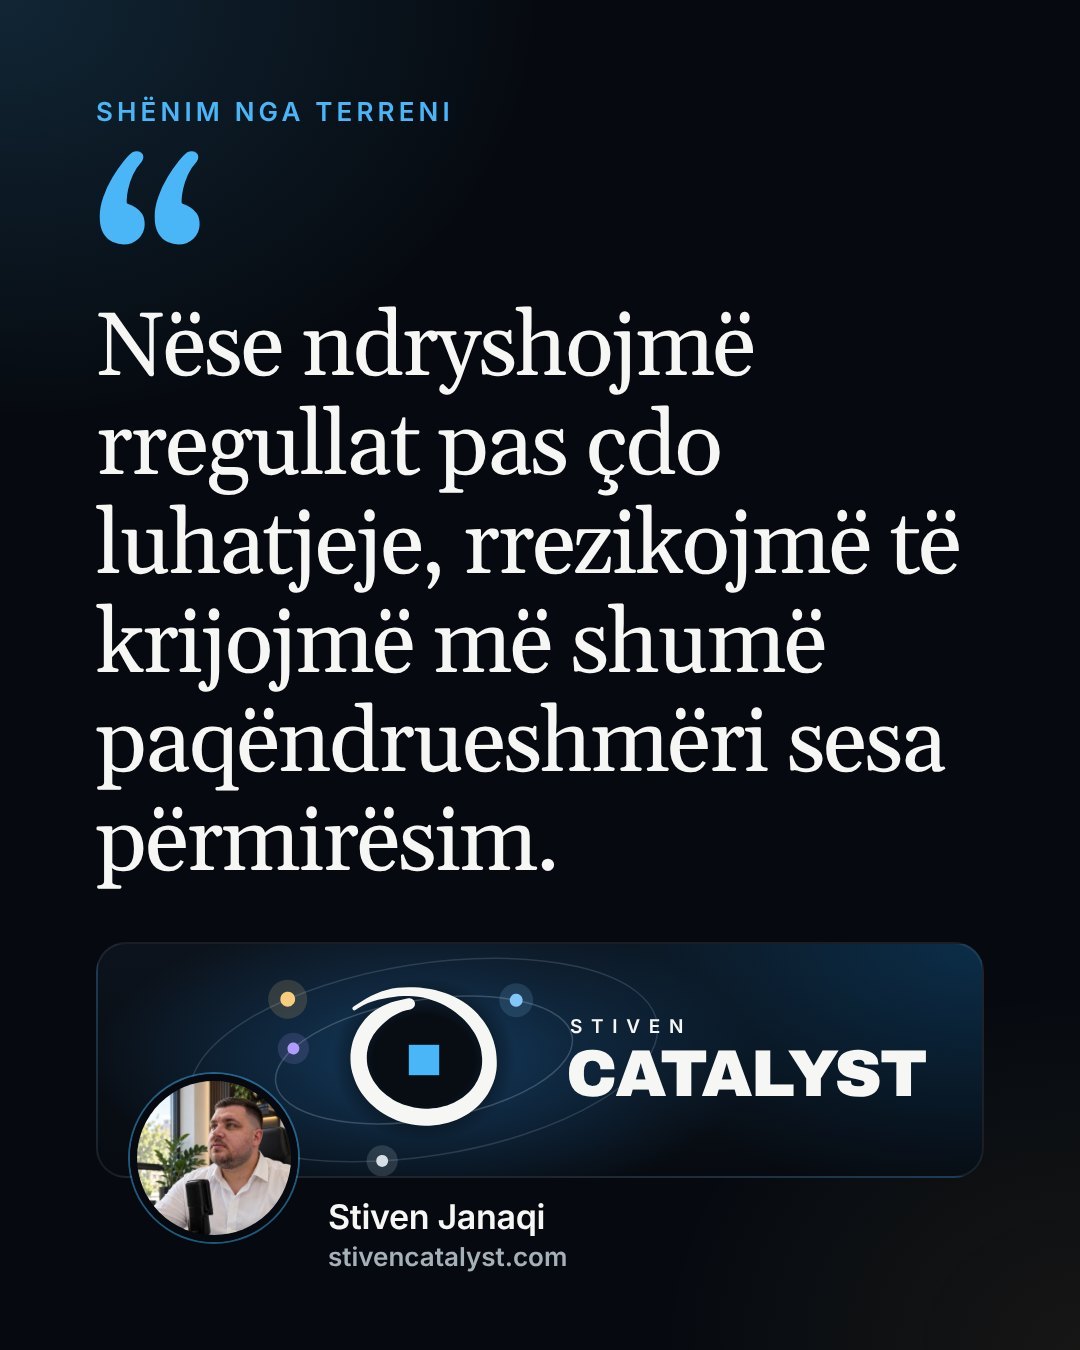 SHËNIM NGA TERRENI
“
Nëse ndryshojmë
rregullat pas çdo
luhatjeje, rrezikojmë të
krijojmë më shumë
paqëndrueshmëri sesa
përmirësim.
STIVEN
CATALYST
Stiven Janaqi
stivencatalyst.com